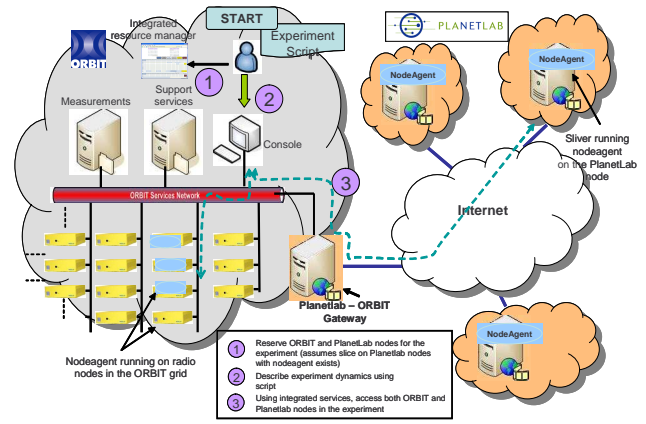 START
Integrated
resource manager
Experiment
Script
ORBIT
PLANETLAB
NodeAgent
NodeAgent
1
2
Measurements
Support
services
Console
Sliver running
nodeagent
on the PlanetLab
node
3
ORBIT Services Network
Internet
Planetlab – ORBIT
Gateway
NodeAgent
Nodeagent running on radio
nodes in the ORBIT grid
1 Reserve ORBIT and PlanetLab nodes for the
experiment (assumes slice on Planetlab nodes
with nodeagent exists)
2 Describe experiment dynamics using
script
3 Using integrated services, access both ORBIT and
Planetlab nodes in the experiment